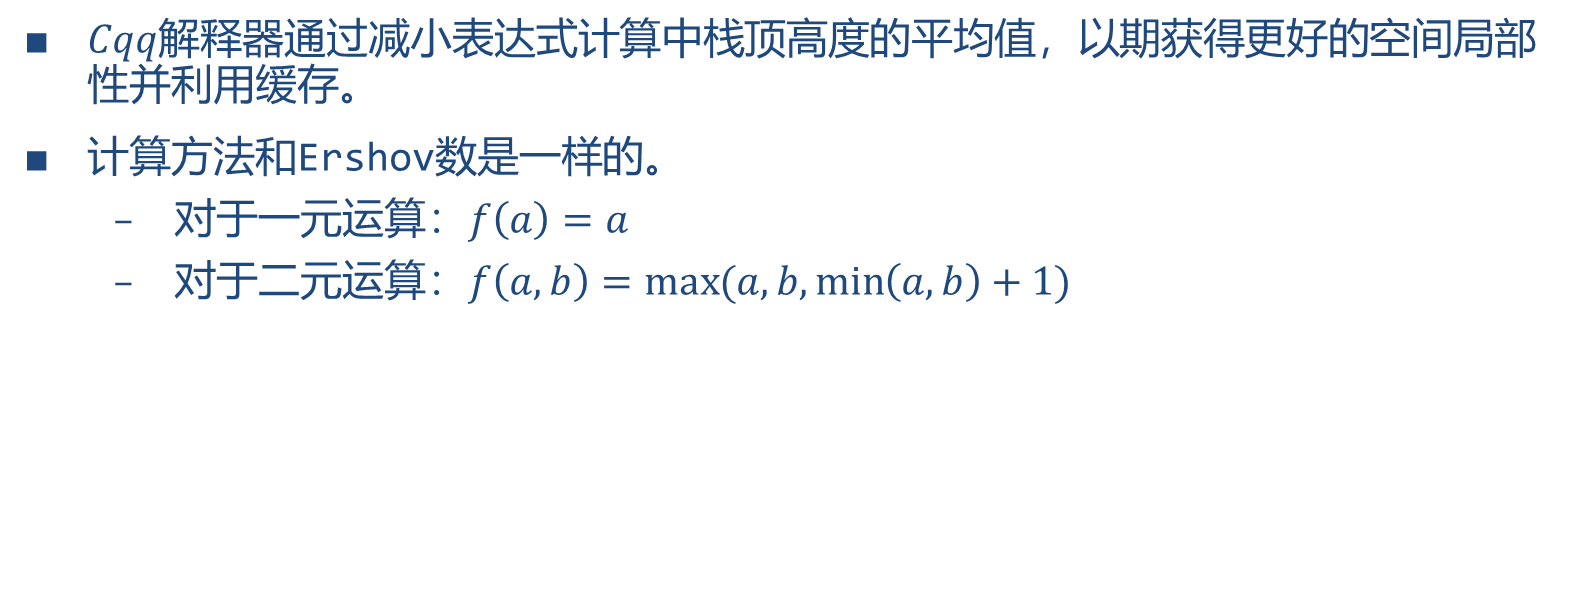 ■ Cqq解释器通过减小表达式计算中栈顶高度的平均值，以期获得更好的空间局部
性并利用缓存。
■ 计算方法和Ershov数是一样的。
– 对于一元运算：f(a) = a
– 对于二元运算：f(a, b) = max(a, b, min(a, b) + 1)